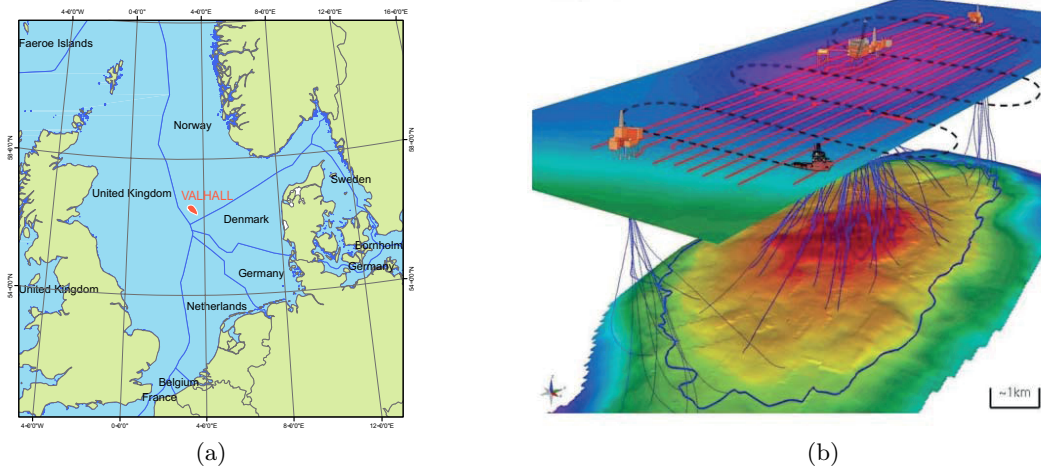 4°0'0"W 0°0'0" 4°0'0"E 8°0'0"E 12°0'0"E 16°0'0"E
Faeroe Islands
Norway
58°0'0"N 58°0'0"N
Sweden
United Kingdom
VALHALL
Denmark
Bornholm
Germany
Germany
54°0'0"N 54°0'0"N
United Kingdom
Netherlands
Belgium
France
4°0'0"W 0°0'0" 4°0'0"E 8°0'0"E 12°0'0"E
(a)
~1km
(b)